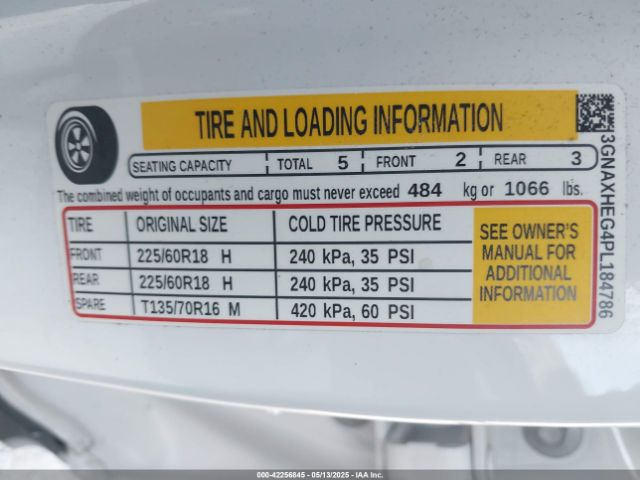 TIRE AND LOADING INFORMATION
SEATING CAPACITY TOTAL 5 FRONT 2 REAR 3
The combined weight of occupants and cargo must never exceed 484 kg or 1066 lbs.
TIRE ORIGINAL SIZE COLD TIRE PRESSURE
FRONT 225/60R18 H 240 kPa, 35 PSI
REAR 225/60R18 H 240 kPa, 35 PSI
SPARE T135/70R16 M 420 kPa, 60 PSI
SEE OWNER'S
MANUAL FOR
ADDITIONAL
INFORMATION
3GNAXHEG4PL184786
000-42256845 - 05/13/2025 - IAA Inc.